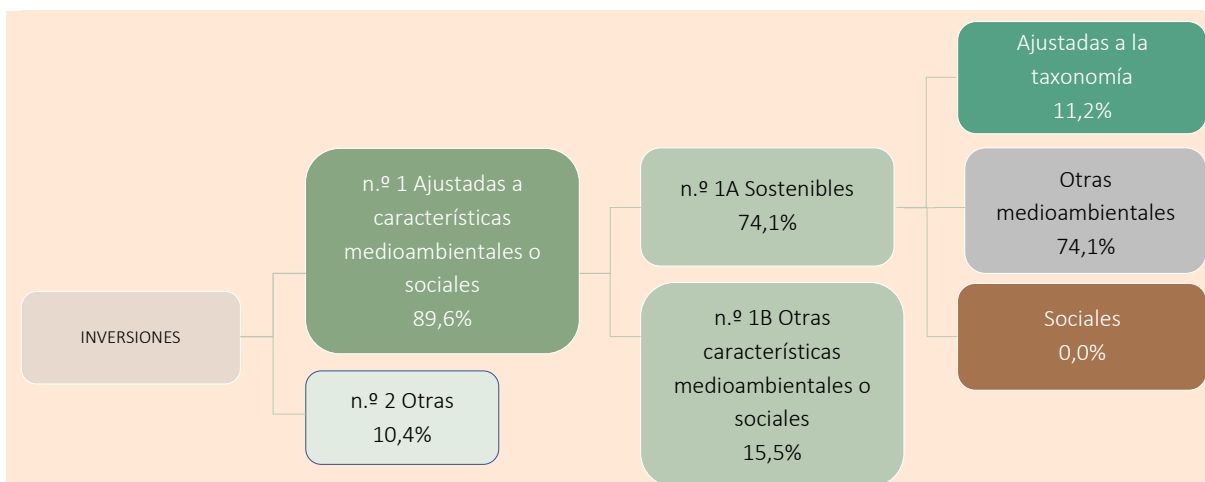 INVERSIONES
n.º 1 Ajustadas a
características
medioambientales o
sociales
89,6%
n.º 2 Otras
10,4%
n.º 1A Sostenibles
74,1%
n.º 1B Otras
características
medioambientales o
sociales
15,5%
Ajustadas a la
taxonomía
11,2%
Otras
medioambientales
74,1%
Sociales
0,0%